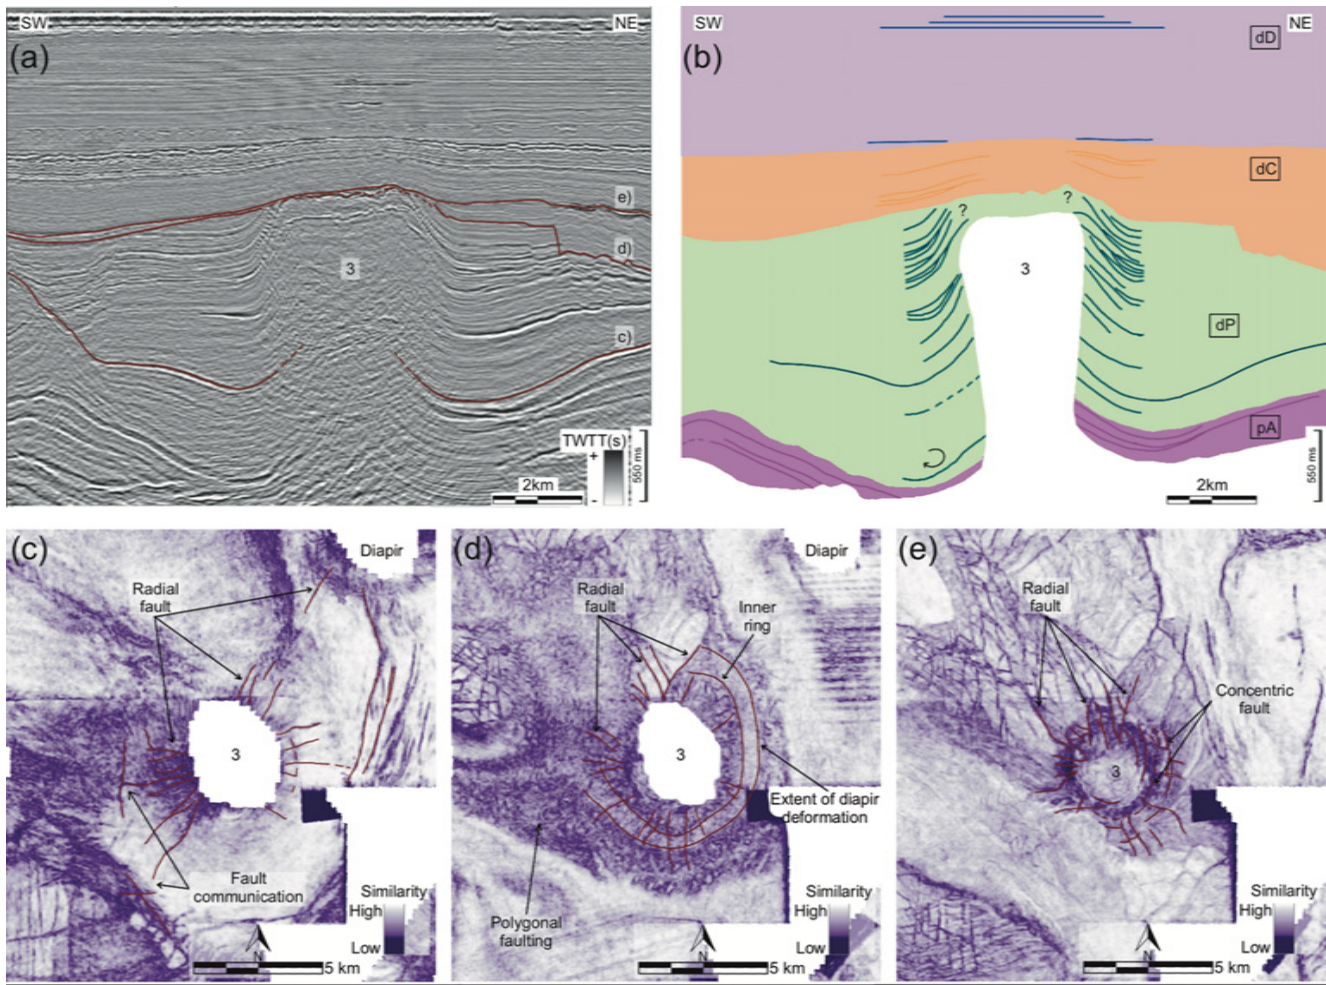 SW
NE
(a)
e)
d)
3
c)
TWTT(s)
+
-
2km
550 ms
SW
NE
(b)
dD
dC
?
?
3
dP
pA
2km
550 ms
(c)
Diapir
Radial
fault
3
Fault
communication
Similarity
High
Low
N
5 km
(d)
Diapir
Radial
fault
Inner
ring
3
Extent of diapir
deformation
Polygonal
faulting
Similarity
High
Low
N
5 km
(e)
Radial
fault
Concentric
fault
3
Similarity
High
Low
N
5 km